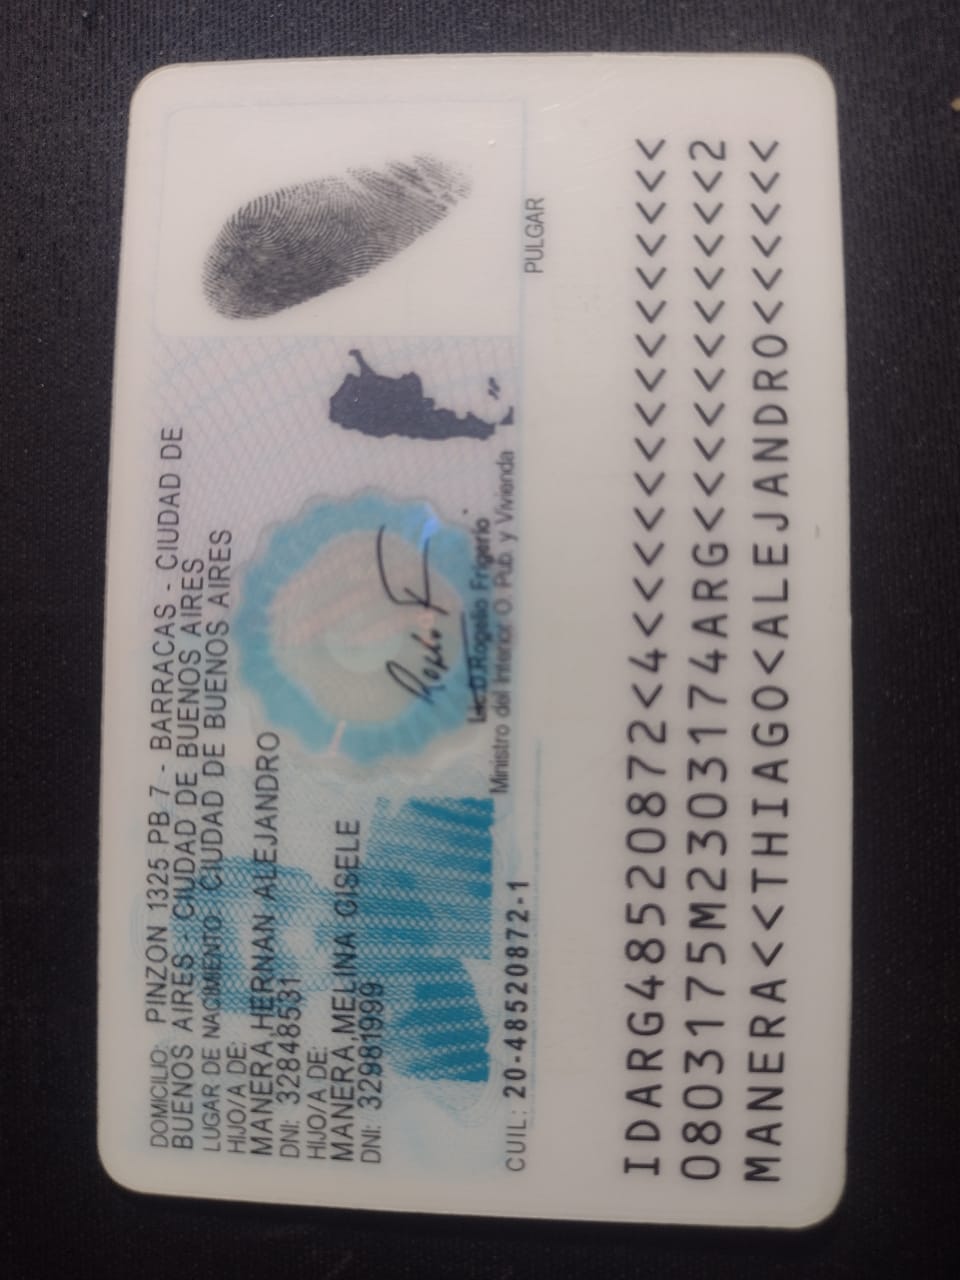 DOMICILIO: PINZON 1325 PB 7 - BARRACAS - CIUDAD DE
BUENOS AIRES - CIUDAD DE BUENOS AIRES
LUGAR DE NACIMIENTO: CIUDAD DE BUENOS AIRES
HIJO/A DE:
MANERA,HERNAN ALEJANDRO
DNI: 32848531
HIJO/A DE:
MANERA,MELINA GISELE
DNI: 32981999
Lic.D.Rogelio Frigerio
Ministro del Interior O. Pub. y Vivienda
CUIL: 20-48520872-1
PULGAR
IDARG48520872<4<<<<<<<<<<<<<<<
0803175M2303174ARG<<<<<<<<<<<2
MANERA<<THIAGO<ALEJANDRO<<<<<<